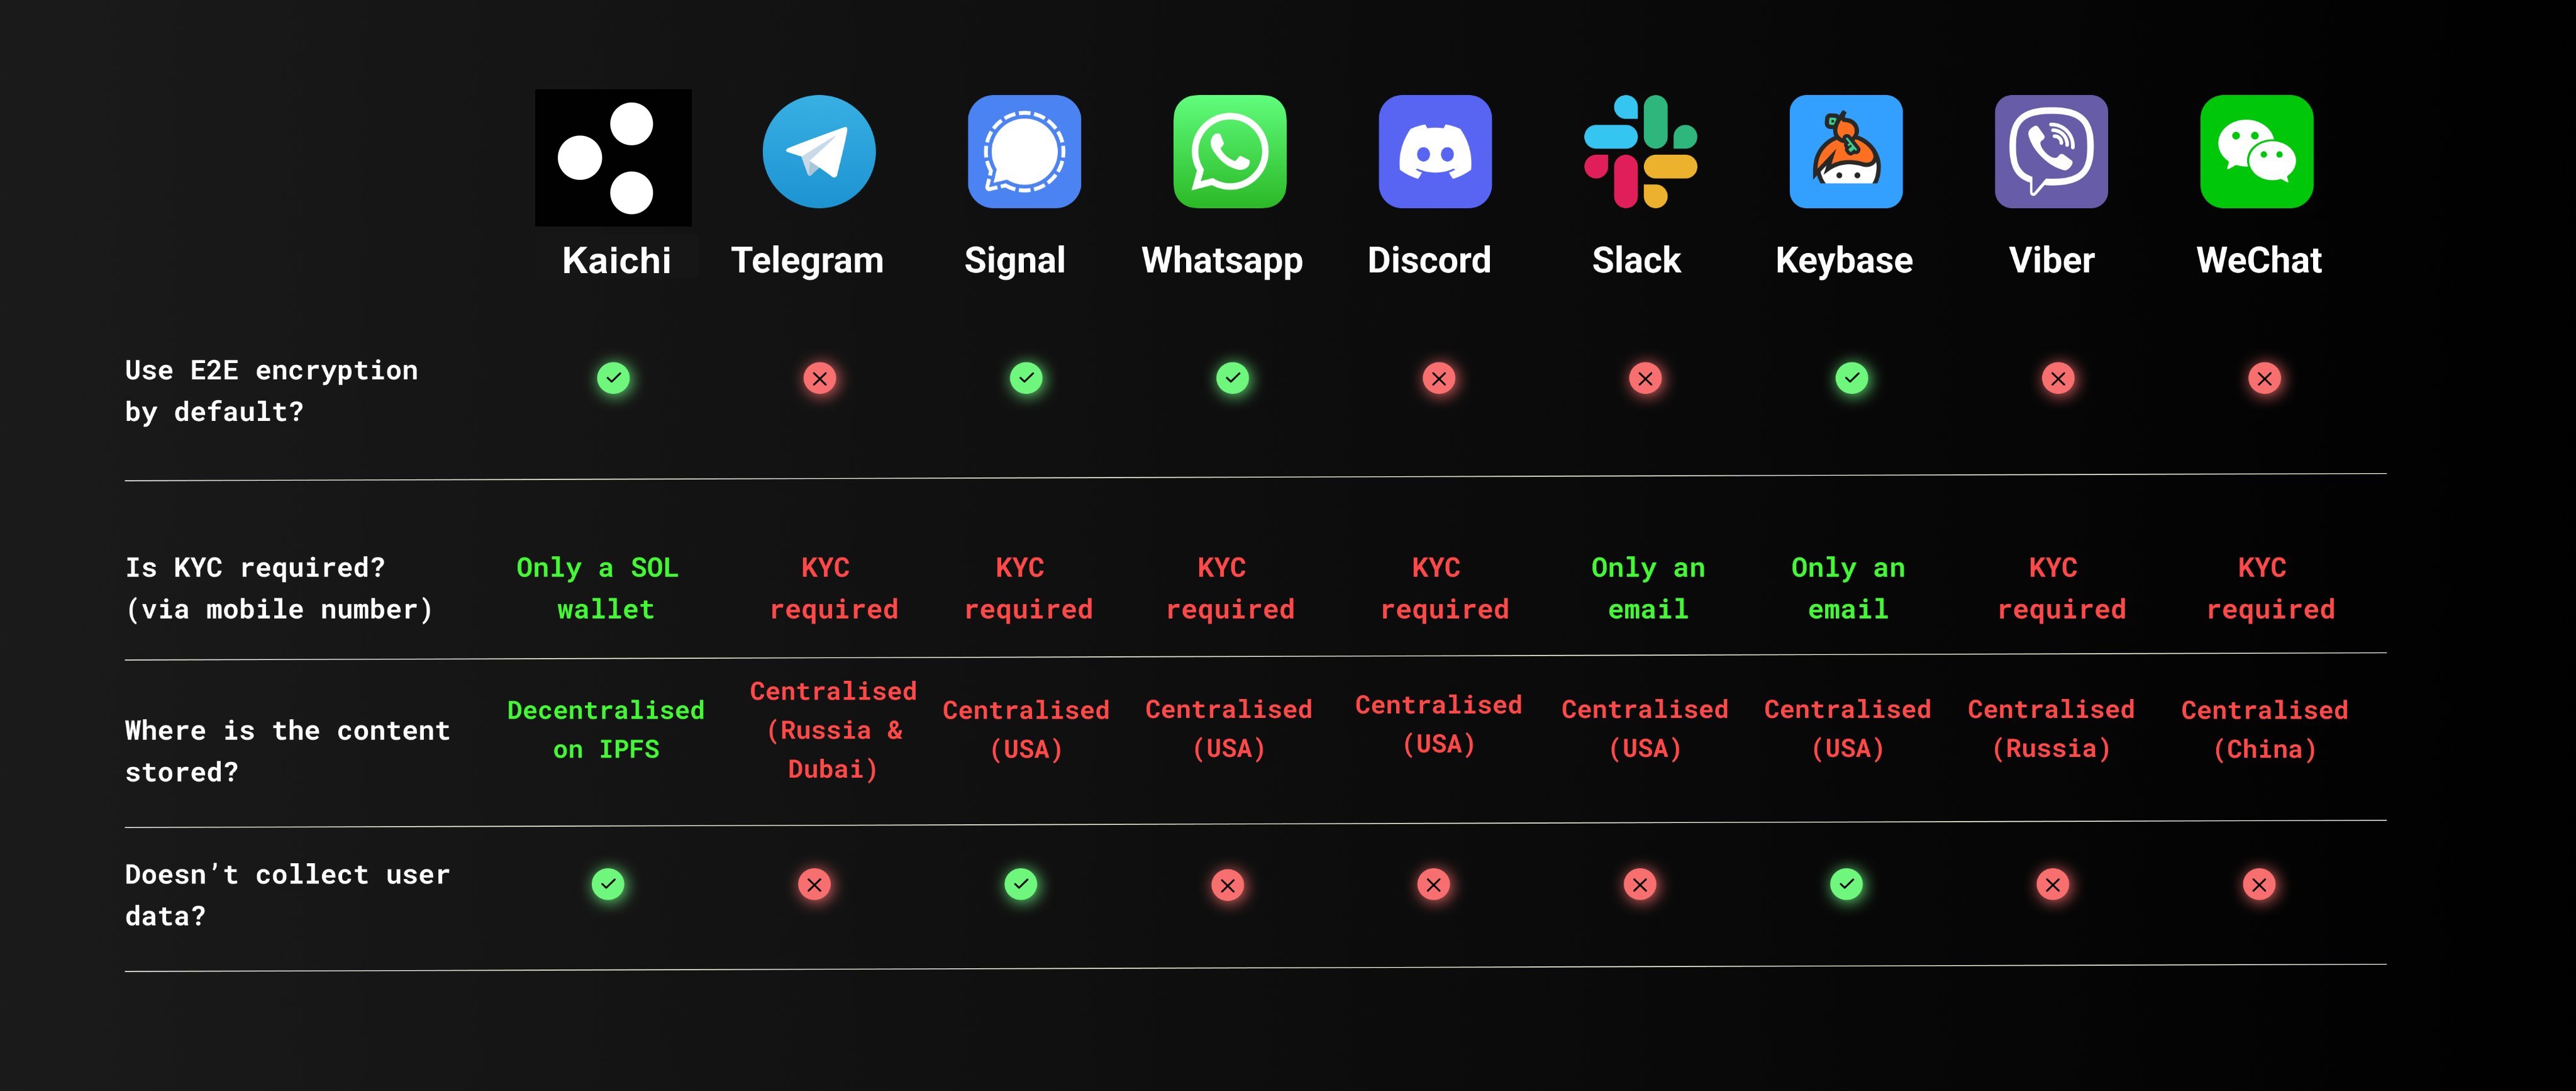 Kaichi Telegram Signal Whatsapp Discord Slack Keybase Viber WeChat
Use E2E encryption
by default?
Is KYC required?
(via mobile number)
Only a SOL
wallet
KYC
required
KYC
required
KYC
required
KYC
required
Only an
email
Only an
email
KYC
required
KYC
required
Where is the content
stored?
Decentralised
on IPFS
Centralised
(Russia &
Dubai)
Centralised
(USA)
Centralised
(USA)
Centralised
(USA)
Centralised
(USA)
Centralised
(USA)
Centralised
(Russia)
Centralised
(China)
Doesn’t collect user
data?